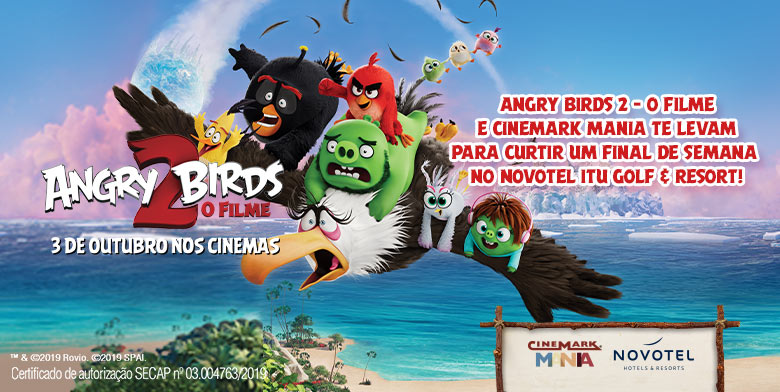 ANGRY BIRDS 2 - O FILME
E CINEMARK MANIA TE LEVAM
PARA CURTIR UM FINAL DE SEMANA
NO NOVOTEL ITU GOLF & RESORT!
ANGRY 2 BIRDS
O FILME
3 DE OUTUBRO NOS CINEMAS
™ & ©2019 Rovio. ©2019 SPAI.
Certificado de autorização SECAP nº 03.004763/2019
CINEMARK
MANIA
NOVOTEL
HOTELS & RESORTS